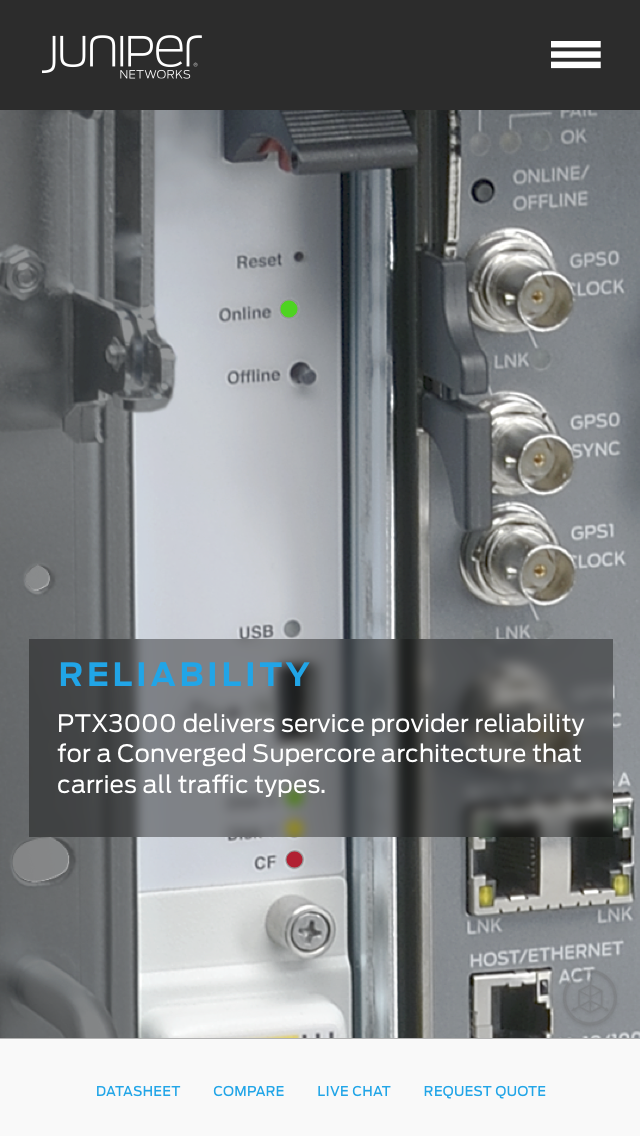 JUNIPER
NETWORKS
FAIL
OK
ONLINE/
OFFLINE
Reset
GPS0
CLOCK
Online
LNK
Offline
GPS0
SYNC
GPS1
CLOCK
USB
LNK
RELIABILITY
PTX3000 delivers service provider reliability
for a Converged Supercore architecture that
carries all traffic types.
CF
LNK
LNK
HOST/ETHERNET
ACT
DATASHEET COMPARE LIVE CHAT REQUEST QUOTE